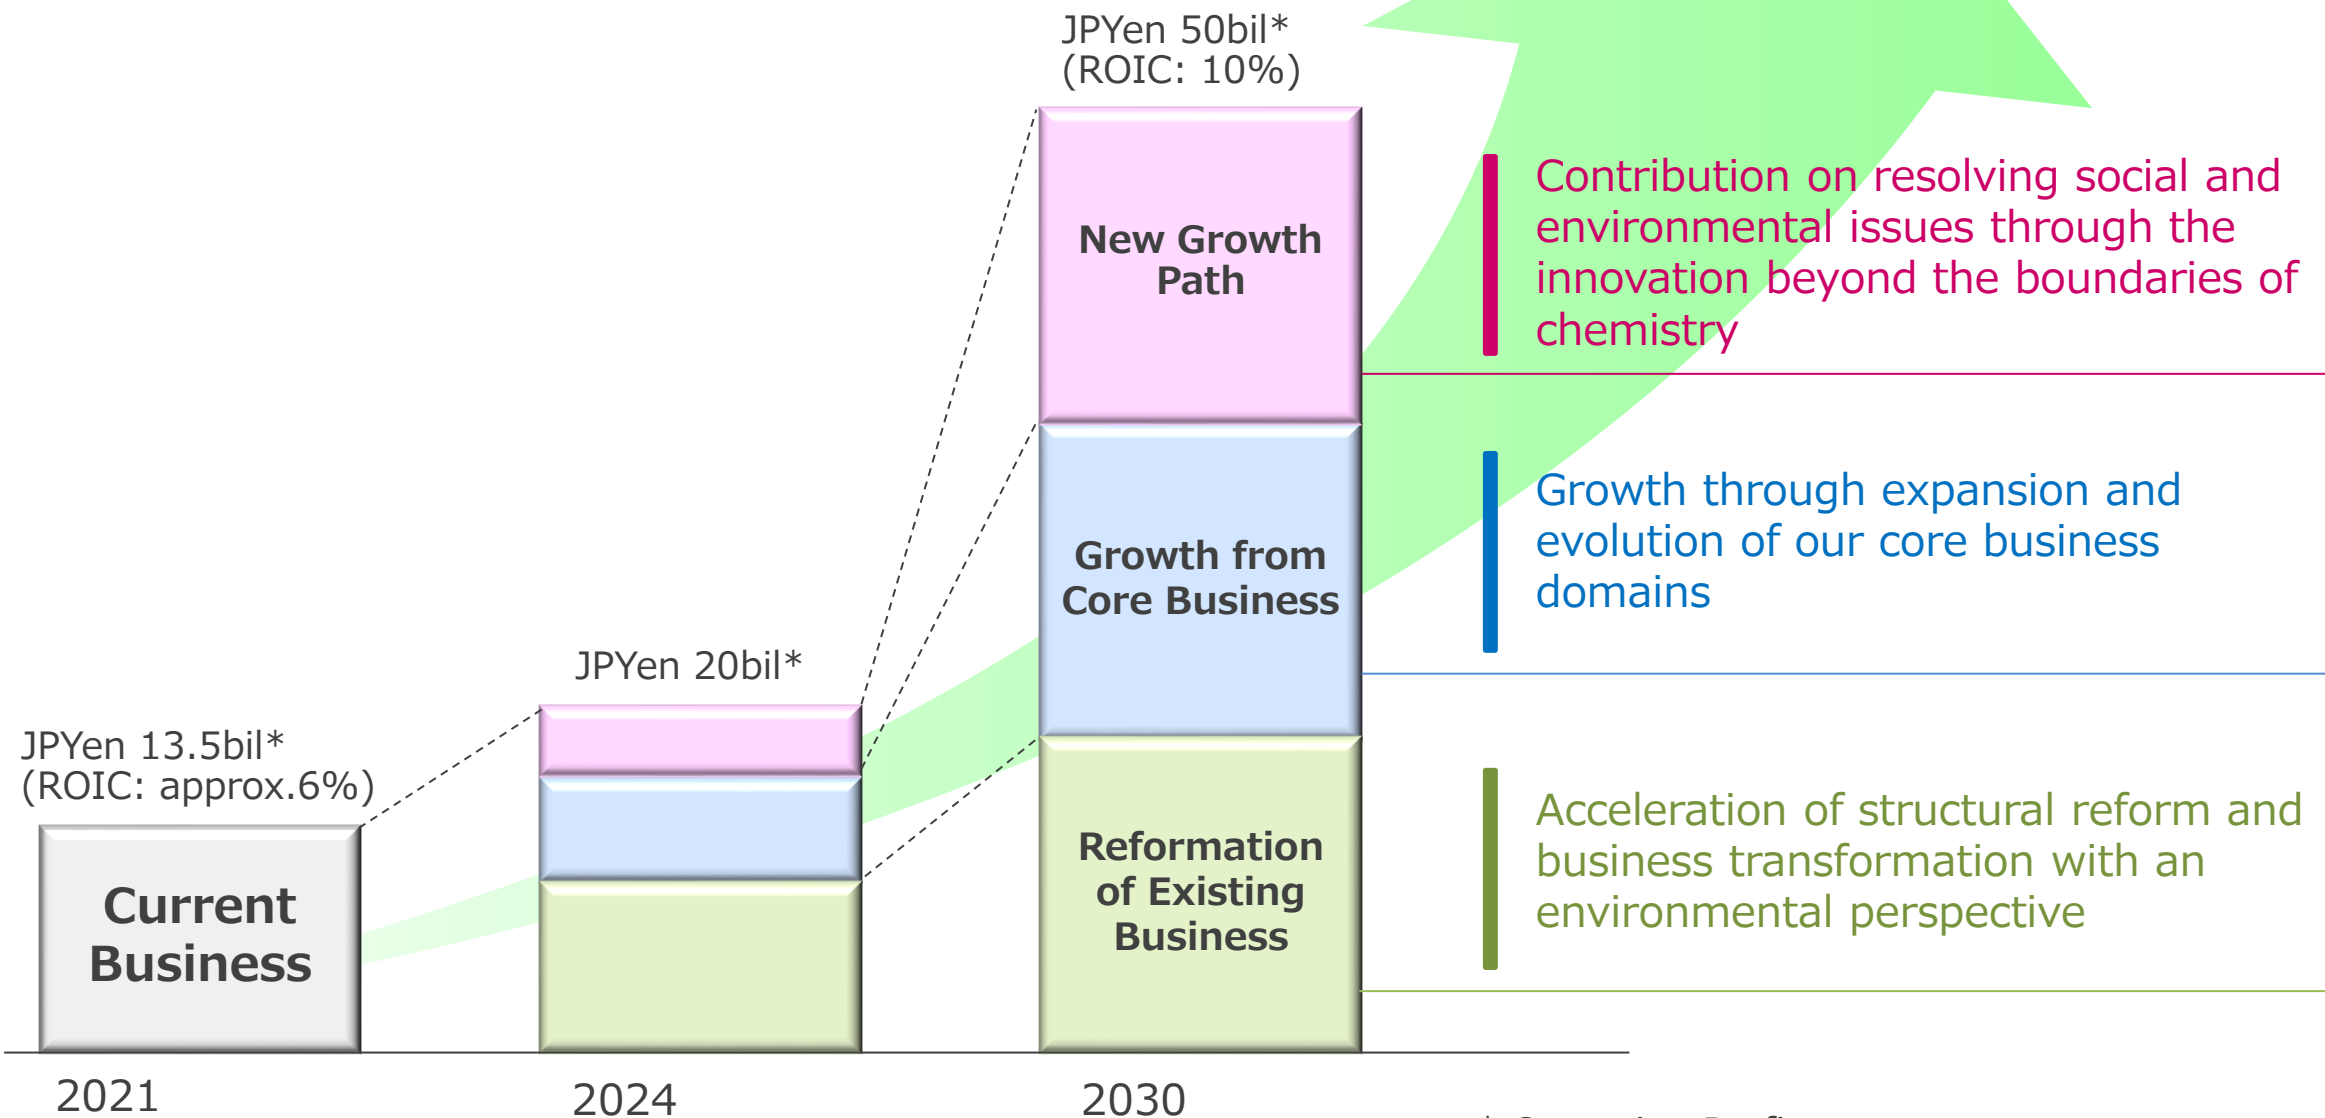 JPYen 50bil*
(ROIC: 10%)
New Growth
Path
Contribution on resolving social and
environmental issues through the
innovation beyond the boundaries of
chemistry
Growth from
Core Business
Growth through expansion and
evolution of our core business
domains
JPYen 20bil*
JPYen 13.5bil*
(ROIC: approx.6%)
Current
Business
Reformation
of Existing
Business
Acceleration of structural reform and
business transformation with an
environmental perspective
2021
2024
2030